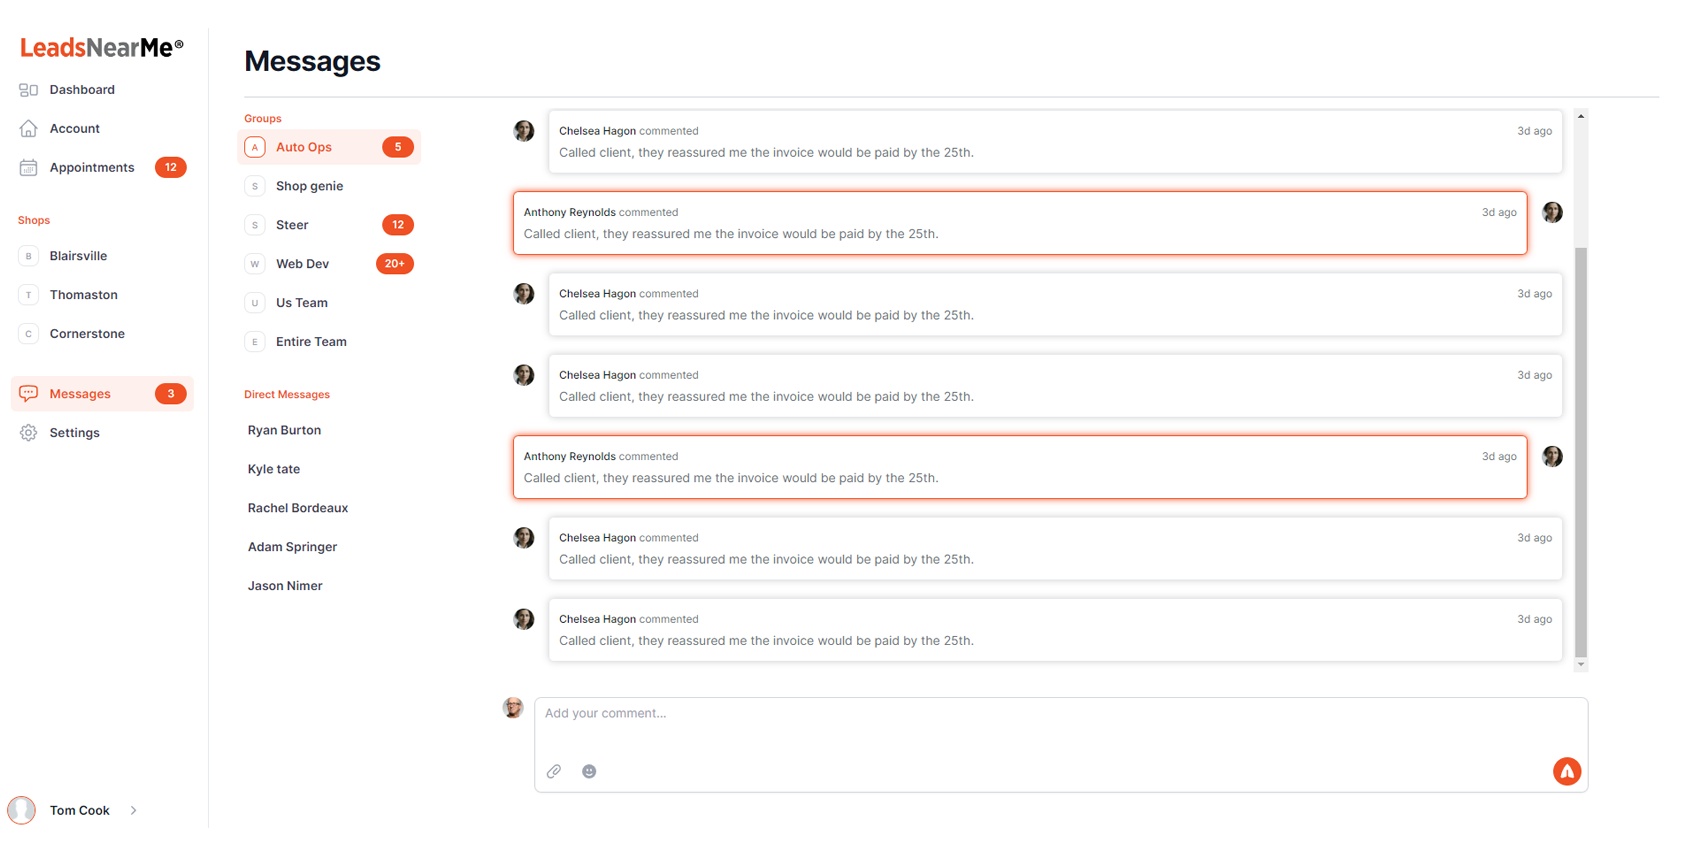 LeadsNearMe®
Dashboard
Account
Appointments 12
Shops
B Blairsville
T Thomaston
C Cornerstone
Messages 3
Settings
Tom Cook
Messages
Groups
A Auto Ops 5
S Shop genie
S Steer 12
W Web Dev 20+
U Us Team
E Entire Team
Direct Messages
Ryan Burton
Kyle tate
Rachel Bordeaux
Adam Springer
Jason Nimer
Chelsea Hagon commented 3d ago
Called client, they reassured me the invoice would be paid by the 25th.
Anthony Reynolds commented 3d ago
Called client, they reassured me the invoice would be paid by the 25th.
Chelsea Hagon commented 3d ago
Called client, they reassured me the invoice would be paid by the 25th.
Chelsea Hagon commented 3d ago
Called client, they reassured me the invoice would be paid by the 25th.
Anthony Reynolds commented 3d ago
Called client, they reassured me the invoice would be paid by the 25th.
Chelsea Hagon commented 3d ago
Called client, they reassured me the invoice would be paid by the 25th.
Chelsea Hagon commented 3d ago
Called client, they reassured me the invoice would be paid by the 25th.
Add your comment...